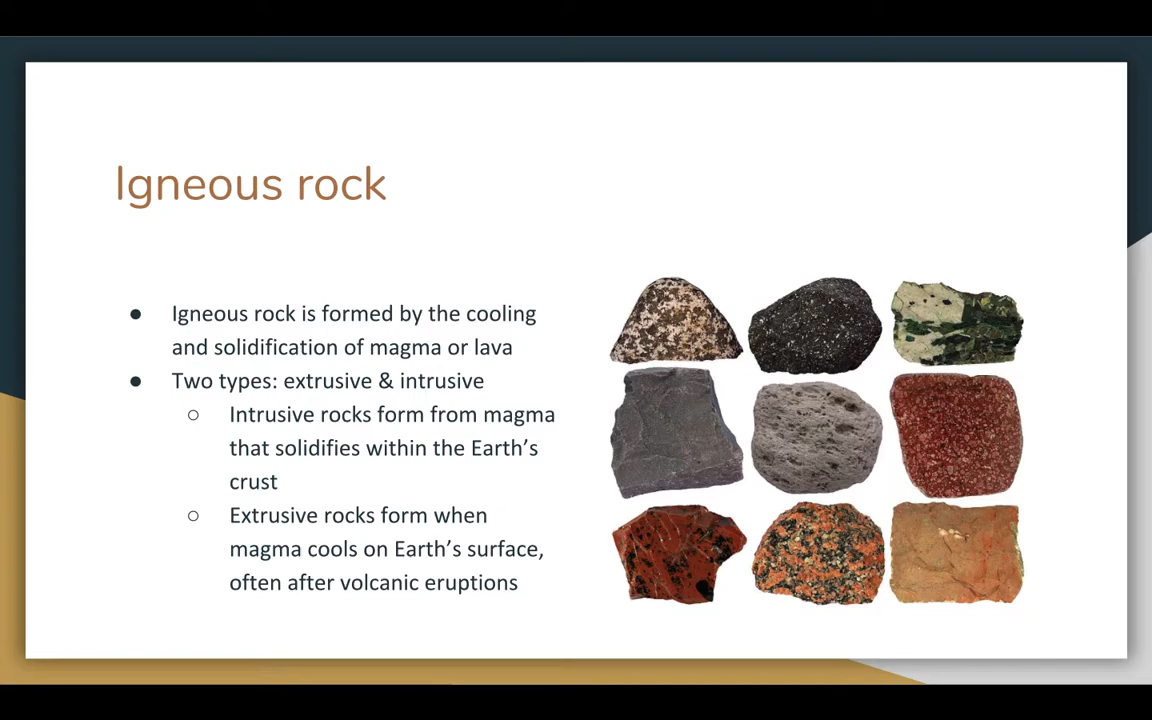 Igneous rock
● Igneous rock is formed by the cooling
and solidification of magma or lava
● Two types: extrusive & intrusive
○ Intrusive rocks form from magma
that solidifies within the Earth’s
crust
○ Extrusive rocks form when
magma cools on Earth’s surface,
often after volcanic eruptions